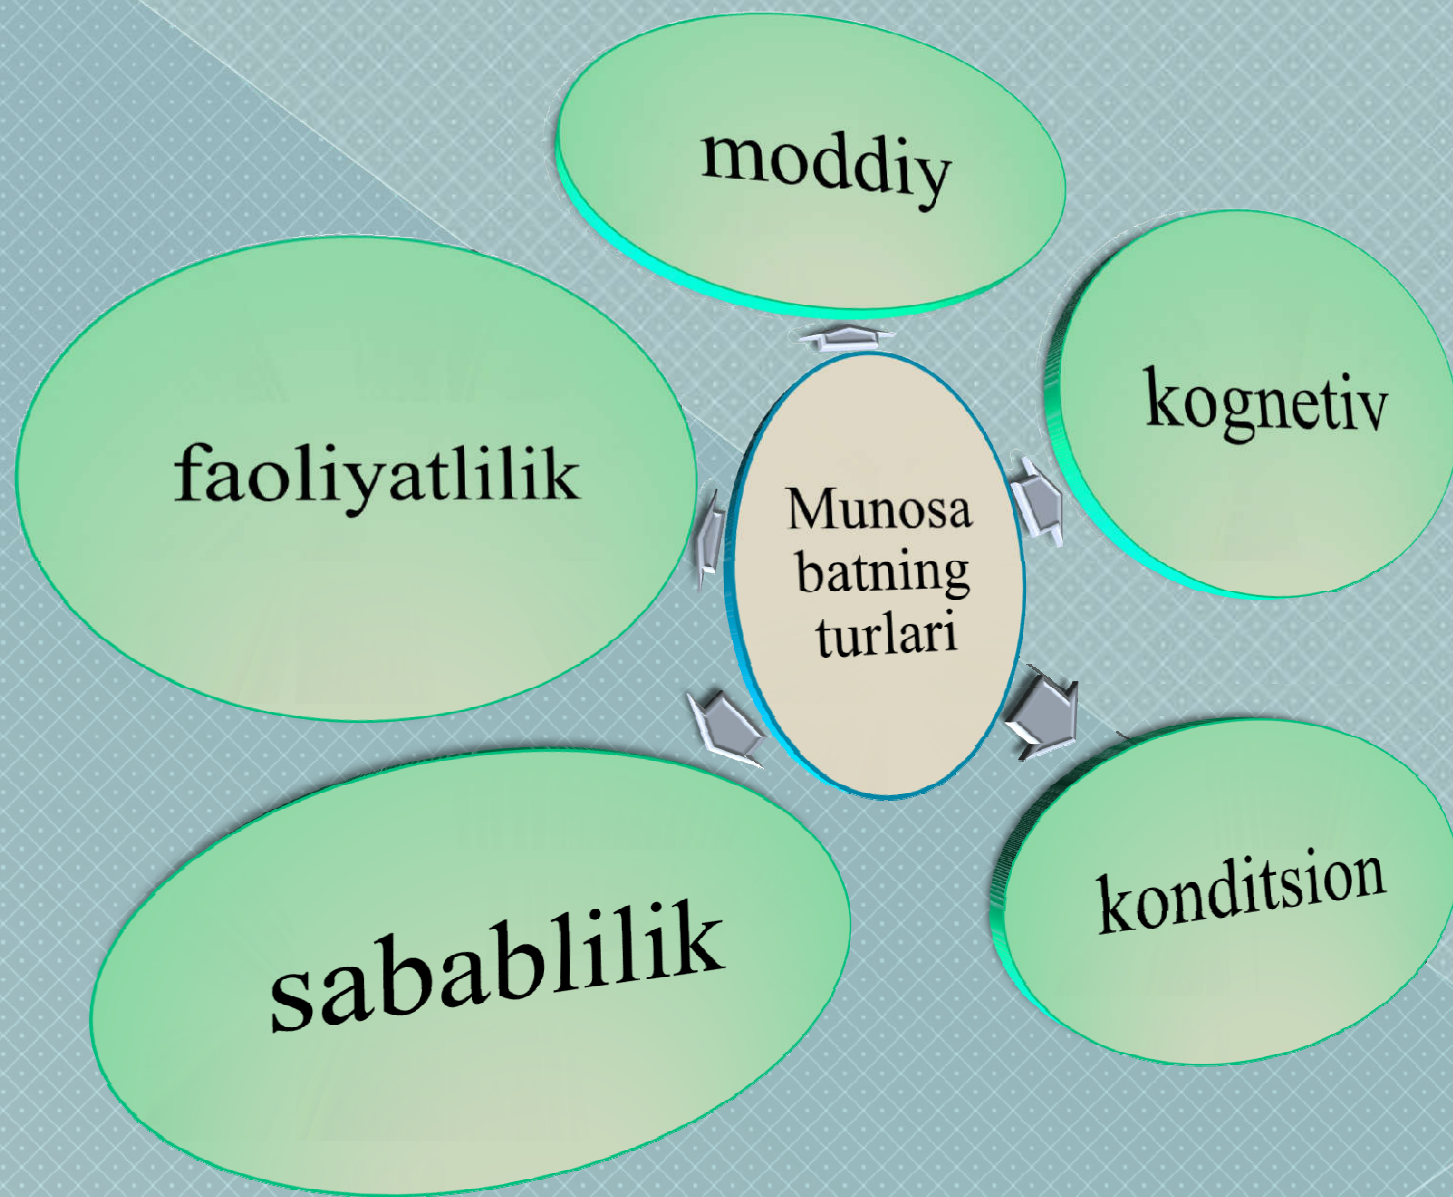 moddiy
kognetiv
faoliyatlilik
Munosa
batning
turlari
konditsion
sabablilik